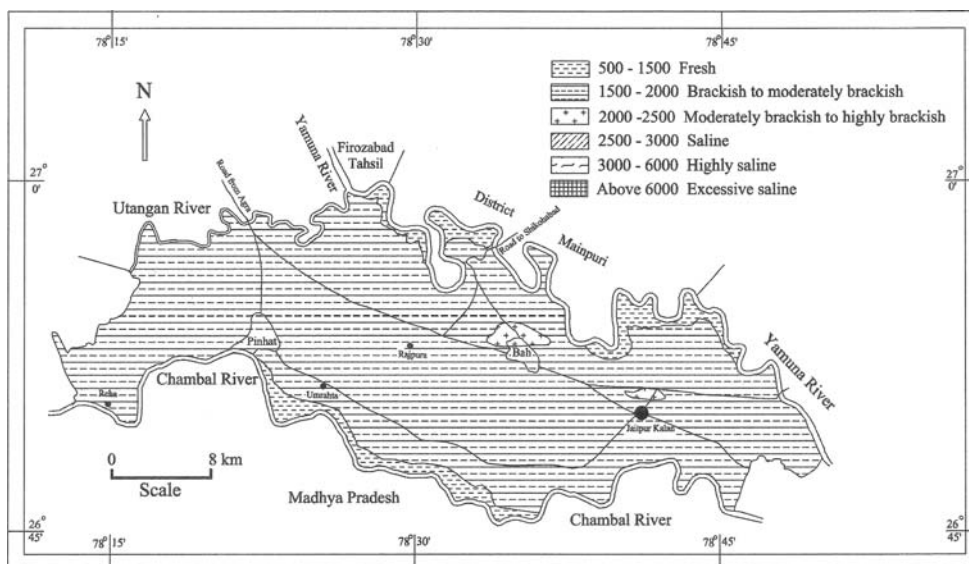 78°15'
78°30'
78°45'
N
500 - 1500 Fresh
1500 - 2000 Brackish to moderately brackish
2000 -2500 Moderately brackish to highly brackish
2500 - 3000 Saline
3000 - 6000 Highly saline
Above 6000 Excessive saline
27°
0'
27°
0'
Yamuna River
Firozabad
Tahsil
Road from Agra
Utangan River
District
Road to Shikohabad
Mainpuri
Pinhat
Rajpura
Bah
Chambal River
Yamuna River
Reha
Umrahta
Jaitpur Kalan
0 8 km
Scale
Madhya Pradesh
Chambal River
26°
45'
26°
45'
78°15'
78°30'
78°45'